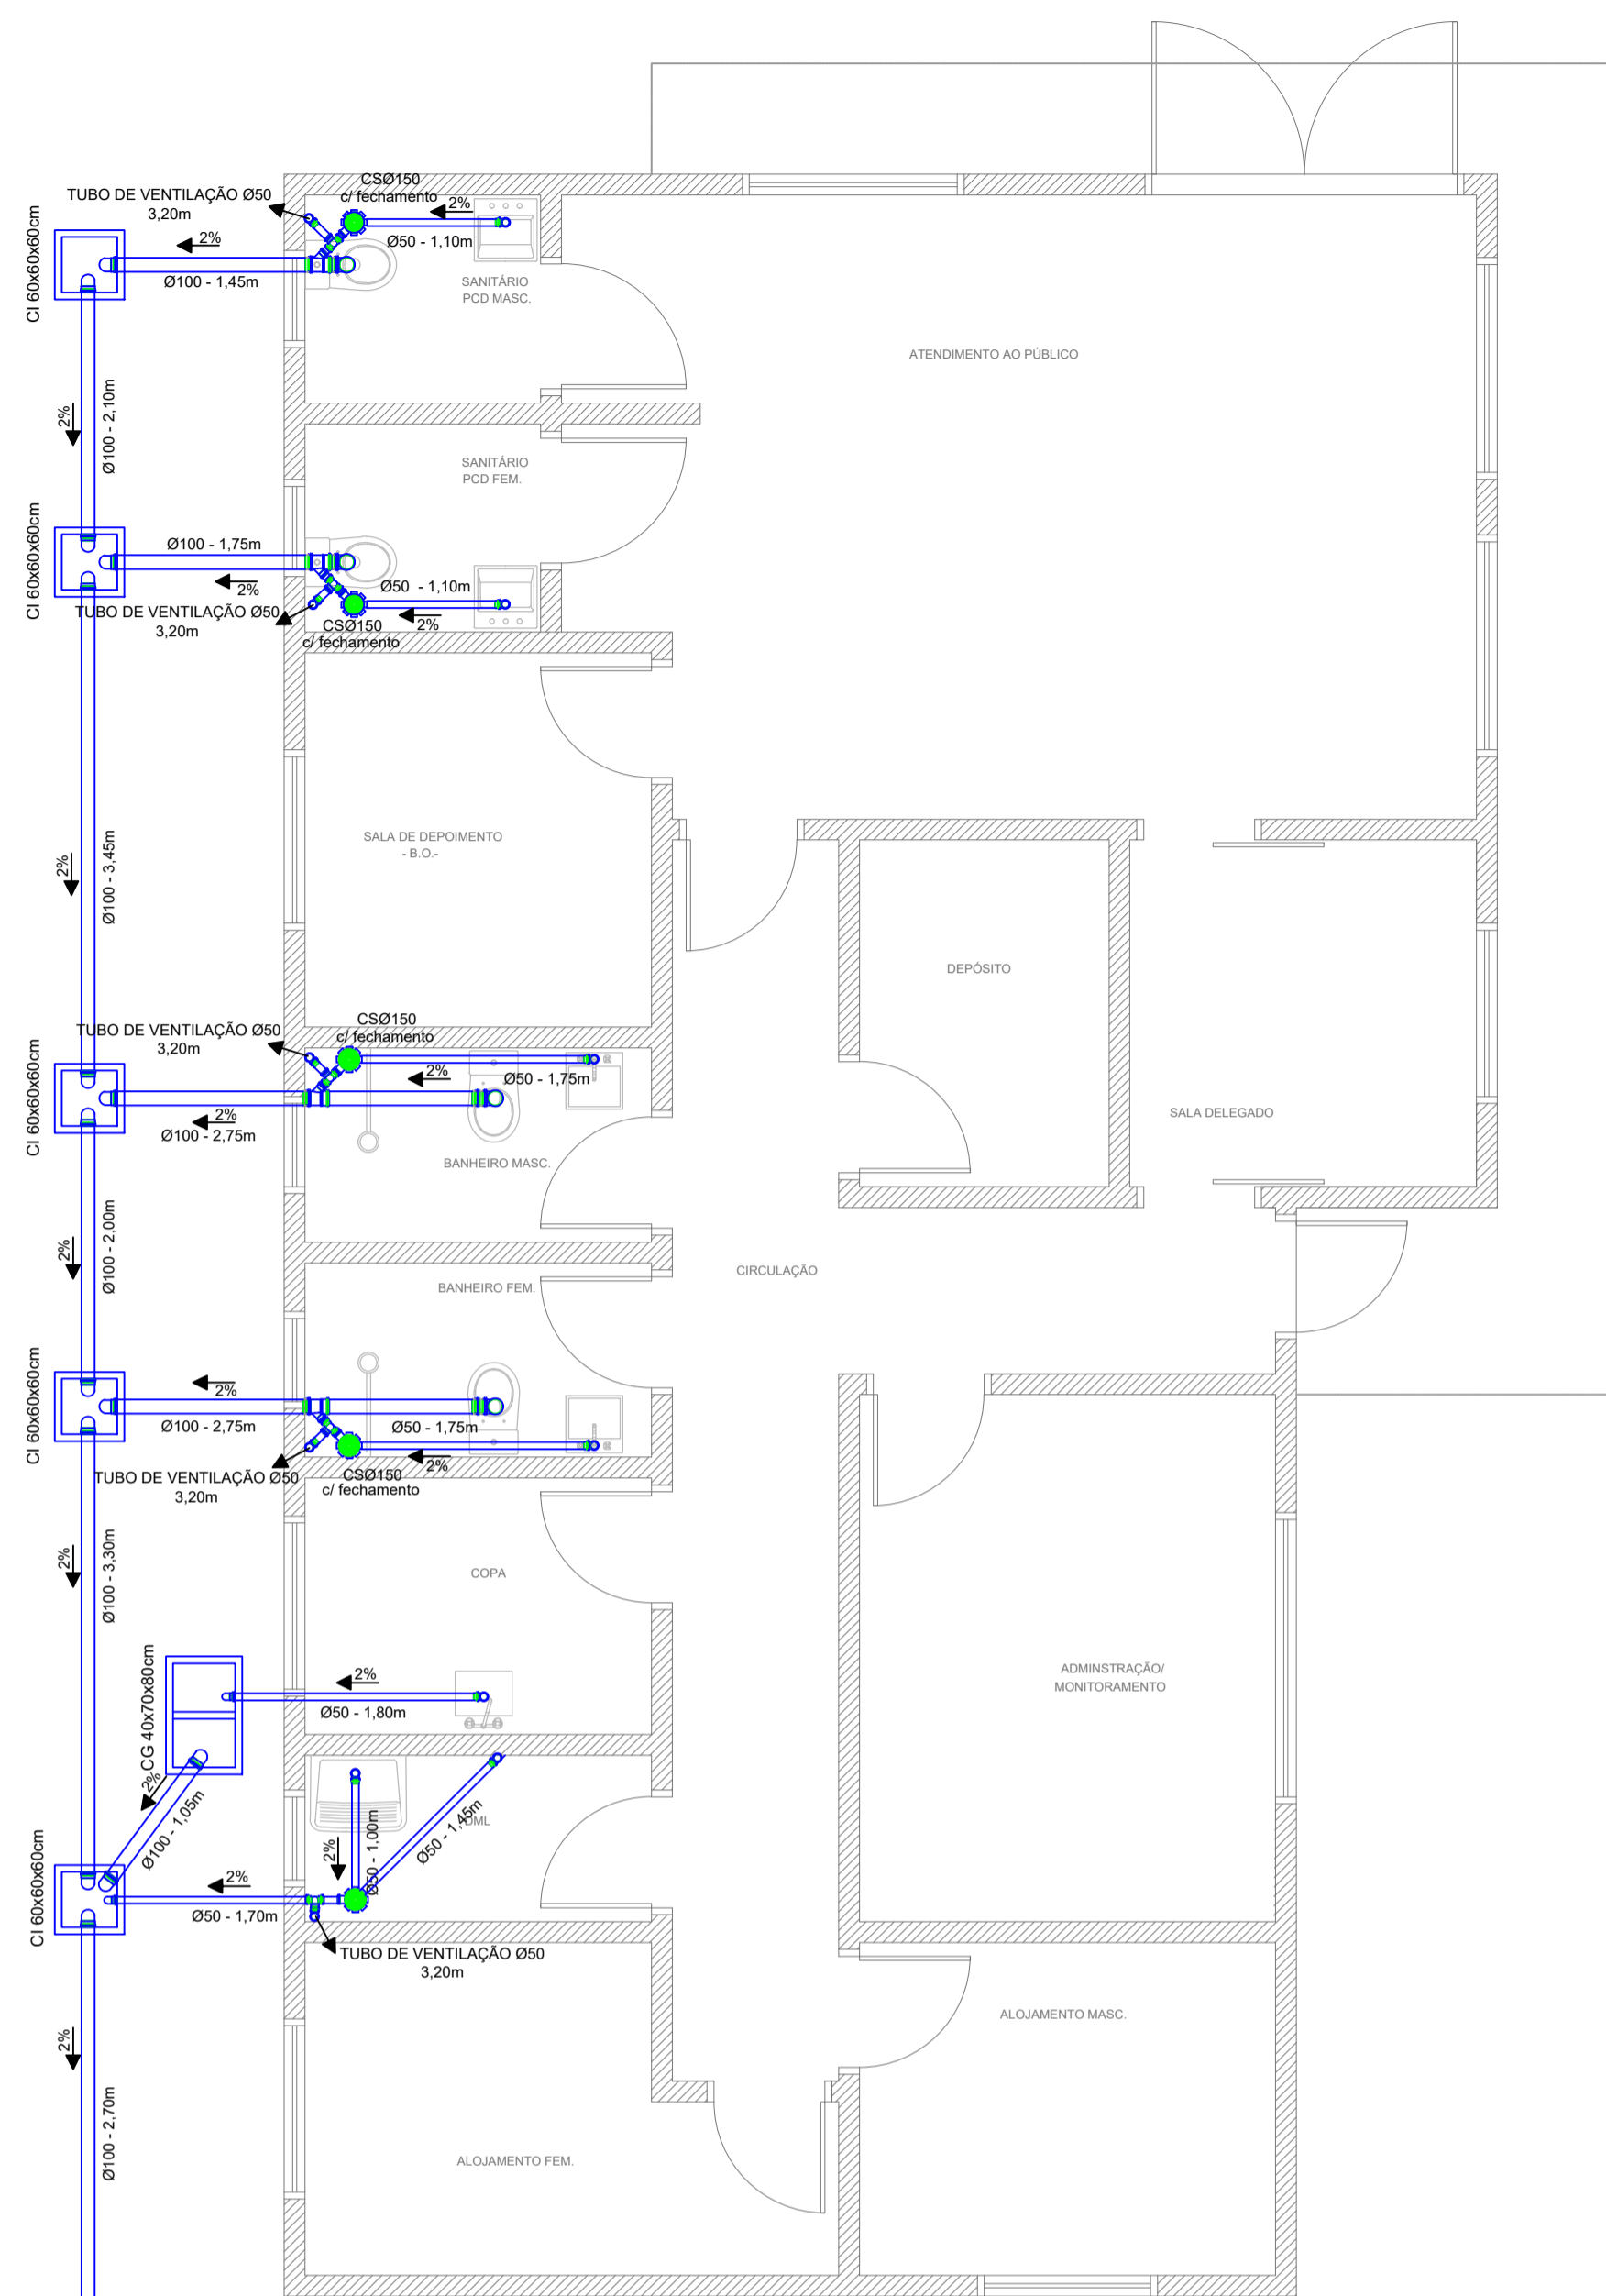 CSØ150
c/ fechamento
TUBO DE VENTILAÇÃO Ø50
3,20m
2%
Ø50 - 1,10m
2%
Ø100 - 1,45m
CI 60x60x60cm
SANITÁRIO
PCD MASC.
ATENDIMENTO AO PÚBLICO
2%
Ø100 - 2,10m
SANITÁRIO
PCD FEM.
CI 60x60x60cm
Ø100 - 1,75m
2%
Ø50  - 1,10m
2%
TUBO DE VENTILAÇÃO Ø50
3,20m
CSØ150
c/ fechamento
SALA DE DEPOIMENTO
- B.O.-
2%
Ø100 - 3,45m
DEPÓSITO
CSØ150
c/ fechamento
TUBO DE VENTILAÇÃO Ø50
3,20m
2%
Ø50 - 1,75m
CI 60x60x60cm
2%
Ø100 - 2,75m
SALA DELEGADO
BANHEIRO MASC.
2%
Ø100 - 2,00m
CIRCULAÇÃO
BANHEIRO FEM.
CI 60x60x60cm
2%
Ø100 - 2,75m
Ø50 - 1,75m
2%
TUBO DE VENTILAÇÃO Ø50
3,20m
CSØ150
c/ fechamento
2%
Ø100 - 3,30m
COPA
CG 40x70x80cm
2%
Ø50 - 1,80m
ADMINSTRAÇÃO/
MONITORAMENTO
2%
Ø100 - 1,05m
DML
2%
Ø50 - 1,00m
Ø50 - 1,45m
CI 60x60x60cm
2%
Ø50 - 1,70m
TUBO DE VENTILAÇÃO Ø50
3,20m
ALOJAMENTO MASC.
2%
Ø100 - 2,70m
ALOJAMENTO FEM.